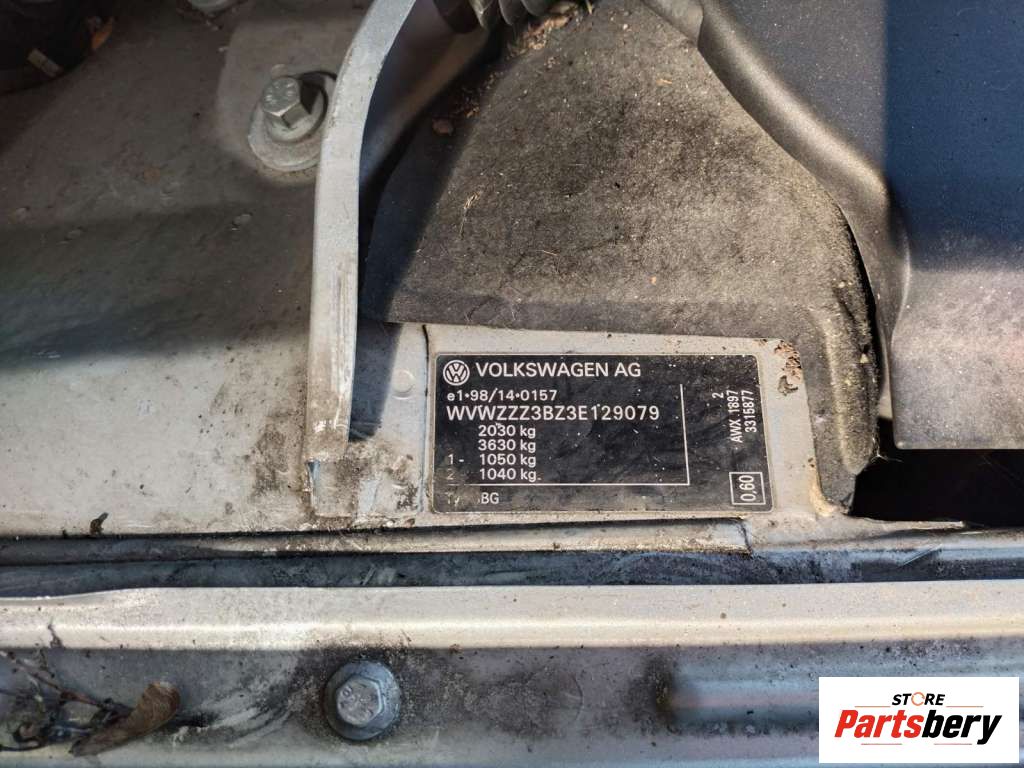 VOLKSWAGEN AG
e1*98/14*0157
WVWZZZ3BZ3E129079
2030 kg
3630 kg
1 - 1050 kg
2 - 1040 kg
BG
2
AWX 1897
3315877
0,60
STORE
Partsbery